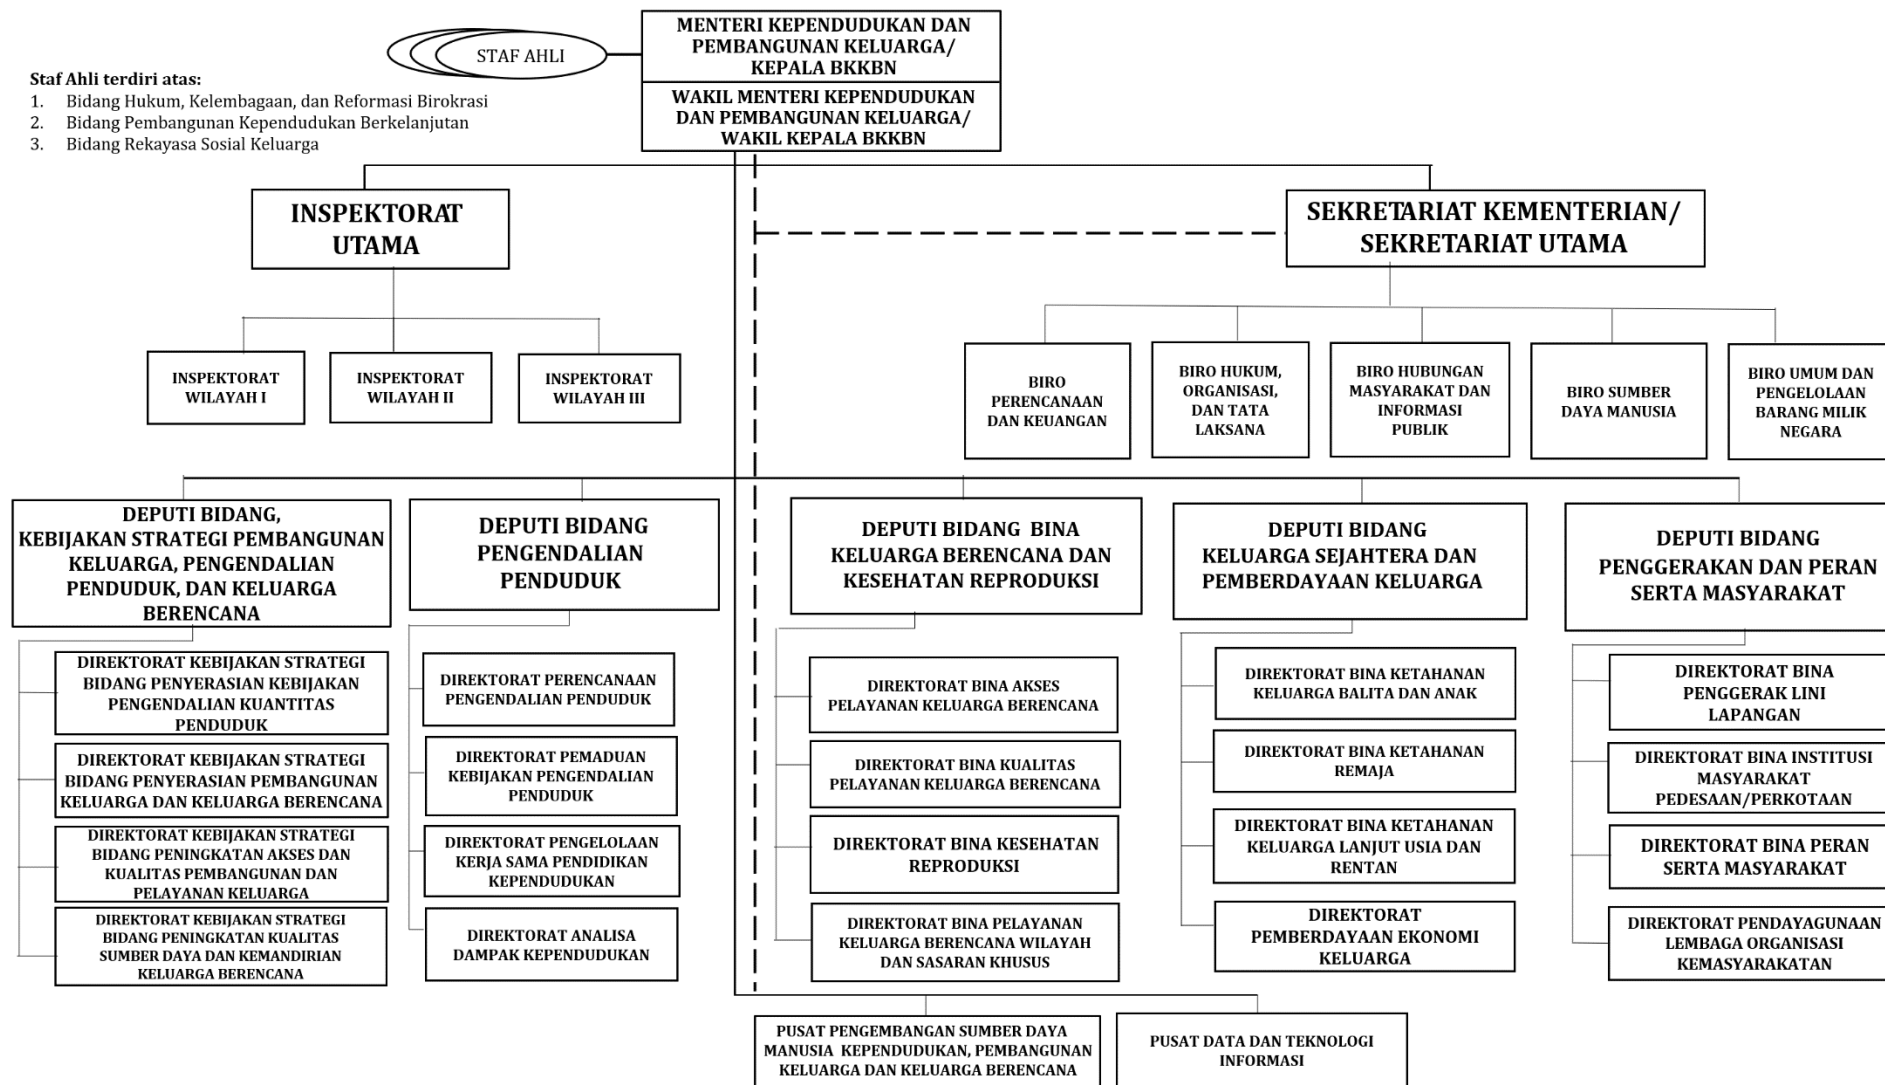 MENTERI KEPENDUDUKAN DAN
PEMBANGUNAN KELUARGA/
KEPALA BKKBN
STAF AHLI
WAKIL MENTERI KEPENDUDUKAN
DAN PEMBANGUNAN KELUARGA/
WAKIL KEPALA BKKBN
Staf Ahli terdiri atas:
1. Bidang Hukum, Kelembagaan, dan Reformasi Birokrasi
2. Bidang Pembangunan Kependudukan Berkelanjutan
3. Bidang Rekayasa Sosial Keluarga
INSPEKTORAT
UTAMA
SEKRETARIAT KEMENTERIAN/
SEKRETARIAT UTAMA
INSPEKTORAT
WILAYAH I
INSPEKTORAT
WILAYAH II
INSPEKTORAT
WILAYAH III
BIRO
PERENCANAAN
DAN KEUANGAN
BIRO HUKUM,
ORGANISASI,
DAN TATA
LAKSANA
BIRO HUBUNGAN
MASYARAKAT DAN
INFORMASI
PUBLIK
BIRO SUMBER
DAYA MANUSIA
BIRO UMUM DAN
PENGELOLAAN
BARANG MILIK
NEGARA
DEPUTI BIDANG,
KEBIJAKAN STRATEGI PEMBANGUNAN
KELUARGA, PENGENDALIAN
PENDUDUK, DAN KELUARGA
BERENCANA
DIREKTORAT KEBIJAKAN STRATEGI
BIDANG PENYERASIAN KEBIJAKAN
PENGENDALIAN KUANTITAS
PENDUDUK
DIREKTORAT KEBIJAKAN STRATEGI
BIDANG PENYERASIAN PEMBANGUNAN
KELUARGA DAN KELUARGA BERENCANA
DIREKTORAT KEBIJAKAN STRATEGI
BIDANG PENINGKATAN AKSES DAN
KUALITAS PEMBANGUNAN DAN
PELAYANAN KELUARGA
DIREKTORAT KEBIJAKAN STRATEGI
BIDANG PENINGKATAN KUALITAS
SUMBER DAYA DAN KEMANDIRIAN
KELUARGA BERENCANA
DEPUTI BIDANG
PENGENDALIAN
PENDUDUK
DIREKTORAT PERENCANAAN
PENGENDALIAN PENDUDUK
DIREKTORAT PEMADUAN
KEBIJAKAN PENGENDALIAN
PENDUDUK
DIREKTORAT PENGELOLAAN
KERJA SAMA PENDIDIKAN
KEPENDUDUKAN
DIREKTORAT ANALISA
DAMPAK KEPENDUDUKAN
DEPUTI BIDANG BINA
KELUARGA BERENCANA DAN
KESEHATAN REPRODUKSI
DIREKTORAT BINA AKSES
PELAYANAN KELUARGA BERENCANA
DIREKTORAT BINA KUALITAS
PELAYANAN KELUARGA BERENCANA
DIREKTORAT BINA KESEHATAN
REPRODUKSI
DIREKTORAT BINA PELAYANAN
KELUARGA BERENCANA WILAYAH
DAN SASARAN KHUSUS
DEPUTI BIDANG
KELUARGA SEJAHTERA DAN
PEMBERDAYAAN KELUARGA
DIREKTORAT BINA KETAHANAN
KELUARGA BALITA DAN ANAK
DIREKTORAT BINA KETAHANAN
REMAJA
DIREKTORAT BINA KETAHANAN
KELUARGA LANJUT USIA DAN
RENTAN
DIREKTORAT
PEMBERDAYAAN EKONOMI
KELUARGA
DEPUTI BIDANG
PENGGERAKAN DAN PERAN
SERTA MASYARAKAT
DIREKTORAT BINA
PENGGERAK LINI
LAPANGAN
DIREKTORAT BINA INSTITUSI
MASYARAKAT
PEDESAAN/PERKOTAAN
DIREKTORAT BINA PERAN
SERTA MASYARAKAT
DIREKTORAT PENDAYAGUNAAN
LEMBAGA ORGANISASI
KEMASYARAKATAN
PUSAT PENGEMBANGAN SUMBER DAYA
MANUSIA KEPENDUDUKAN, PEMBANGUNAN
KELUARGA DAN KELUARGA BERENCANA
PUSAT DATA DAN TEKNOLOGI
INFORMASI